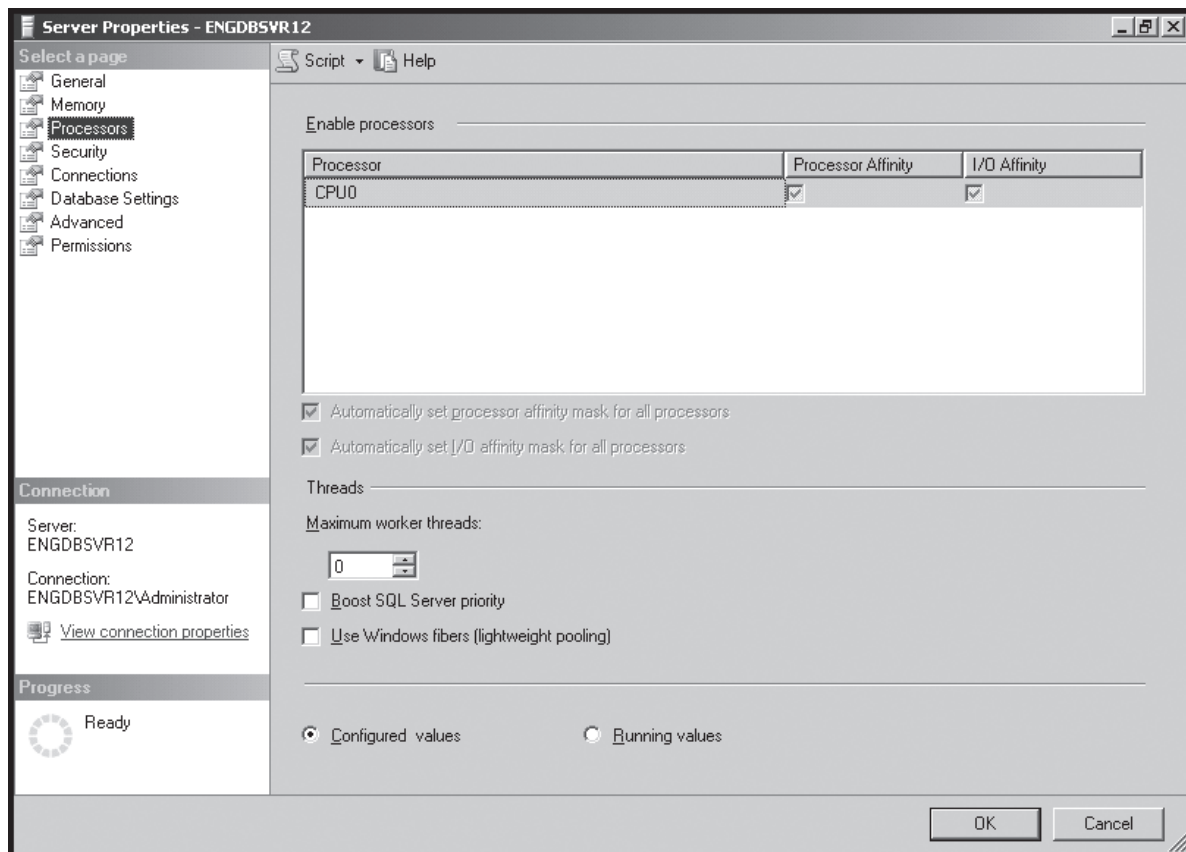 Server Properties - ENGDBSVR12
Select a page
General
Memory
Processors
Security
Connections
Database Settings
Advanced
Permissions
Connection
Server:
ENGDBSVR12
Connection:
ENGDBSVR12\Administrator
View connection properties
Progress
Ready
Script
Help
Enable processors
Processor Processor Affinity I/O Affinity
CPU0
Automatically set processor affinity mask for all processors
Automatically set I/O affinity mask for all processors
Threads
Maximum worker threads:
0
Boost SQL Server priority
Use Windows fibers (lightweight pooling)
Configured values Running values
OK Cancel